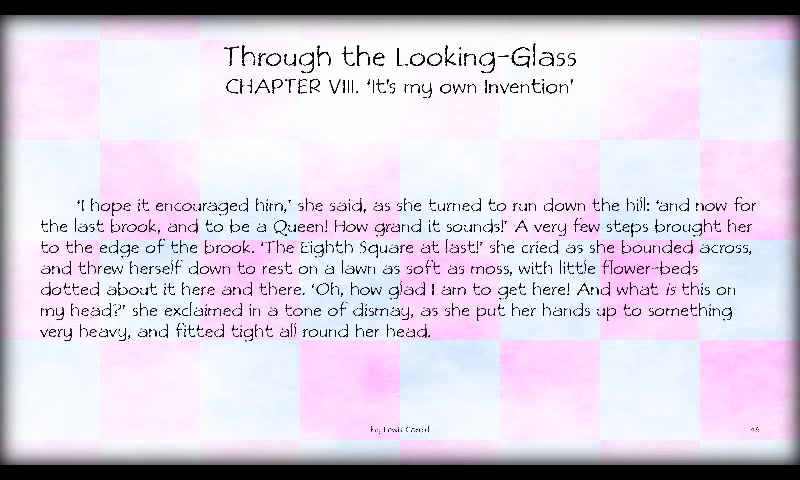 Through the Looking-Glass
CHAPTER VIII. ‘It’s my own Invention’
‘I hope it encouraged him,’ she said, as she turned to run down the hill: ‘and now for
the last brook, and to be a Queen! How grand it sounds!’ A very few steps brought her
to the edge of the brook. ‘The Eighth Square at last!’ she cried as she bounded across,
and threw herself down to rest on a lawn as soft as moss, with little flower-beds
dotted about it here and there. ‘Oh, how glad I am to get here! And what is this on
my head?’ she exclaimed in a tone of dismay, as she put her hands up to something
very heavy, and fitted tight all round her head.
by Lewis Carroll